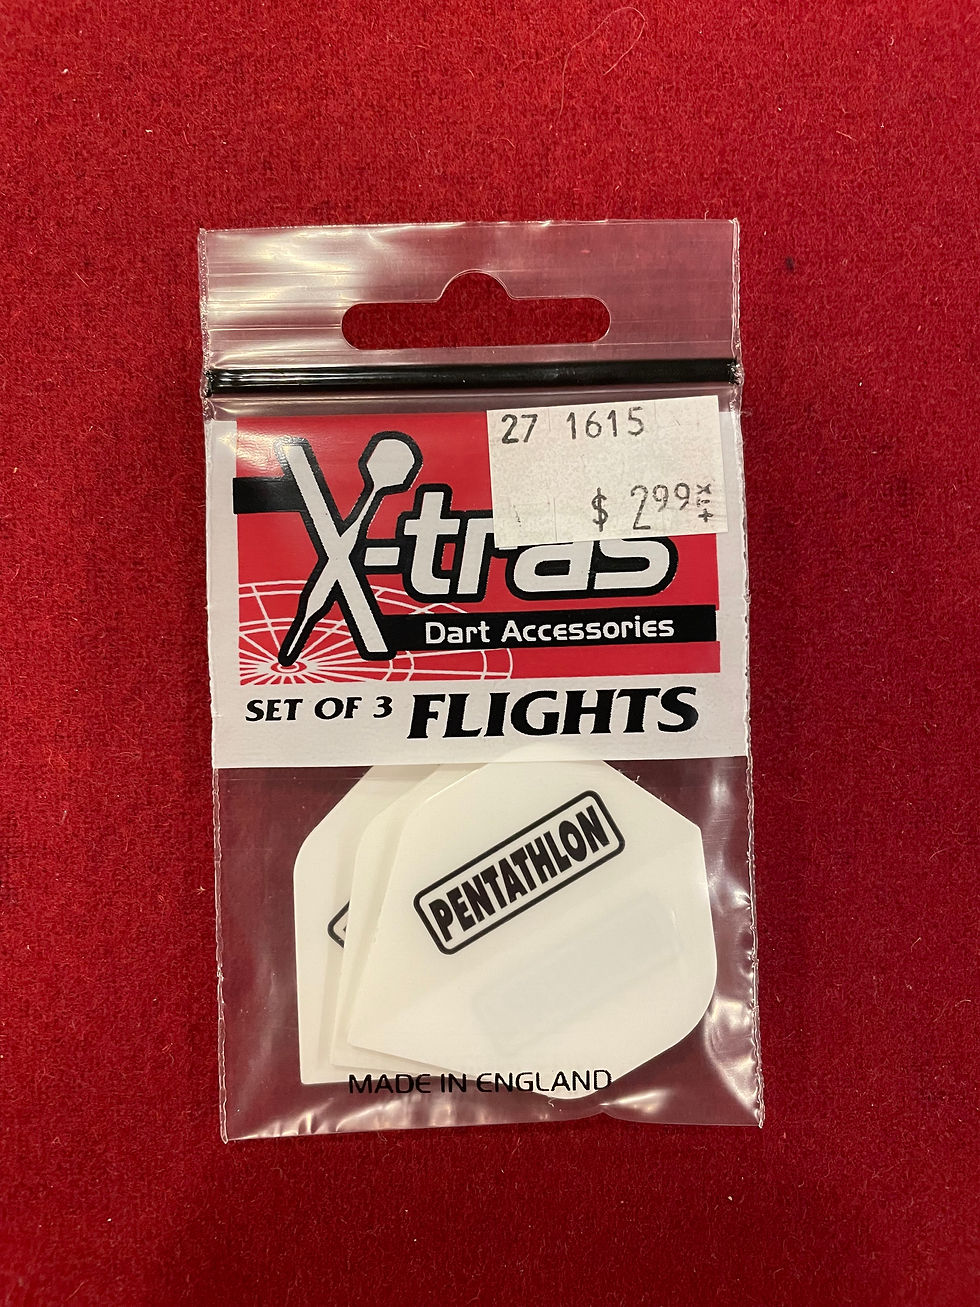 27 1615
$ 2.99
X-tras
Dart Accessories
SET OF 3 FLIGHTS
PENTATHLON
MADE IN ENGLAND